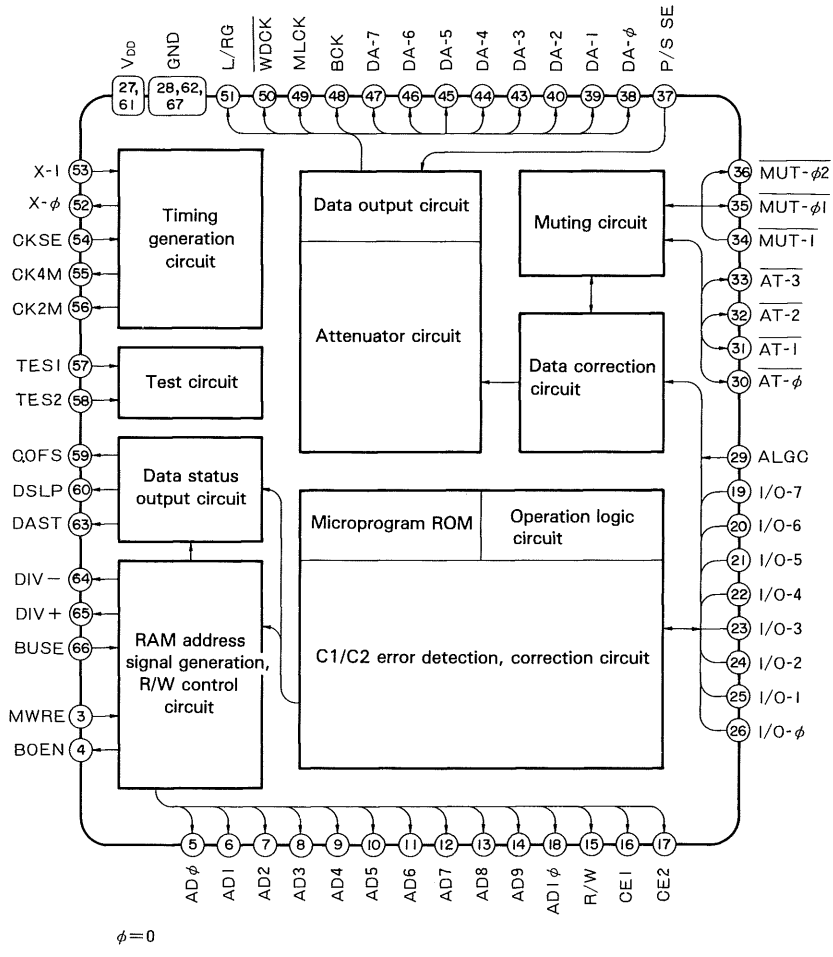 VDD
GND
L/RG
WDCK
MLCK
BCK
DA-7
DA-6
DA-5
DA-4
DA-3
DA-2
DA-1
DA-ϕ
P/S SE
27,
61
28,62,
67
51
50
49
48
47
46
45
44
43
40
39
38
37
X-I 53
X-ϕ 52
CKSE 54
CK4M 55
CK2M 56
TES1 57
TES2 58
COFS 59
DSLP 60
DAST 63
DIV- 64
DIV+ 65
BUSE 66
MWRE 3
BOEN 4
Timing
generation
circuit
Test circuit
Data status
output circuit
RAM address
signal generation,
R/W control
circuit
Data output circuit
Attenuator circuit
Muting circuit
Data correction
circuit
Microprogram ROM
Operation logic
circuit
C1/C2 error detection, correction circuit
36 MUT-ϕ2
35 MUT-ϕ1
34 MUT-1
33 AT-3
32 AT-2
31 AT-1
30 AT-ϕ
29 ALGC
19 I/O-7
20 I/O-6
21 I/O-5
22 I/O-4
23 I/O-3
24 I/O-2
25 I/O-1
26 I/O-ϕ
5
6
7
8
9
10
11
12
13
14
18
15
16
17
ADϕ
AD1
AD2
AD3
AD4
AD5
AD6
AD7
AD8
AD9
AD1ϕ
R/W
CE1
CE2
ϕ=0